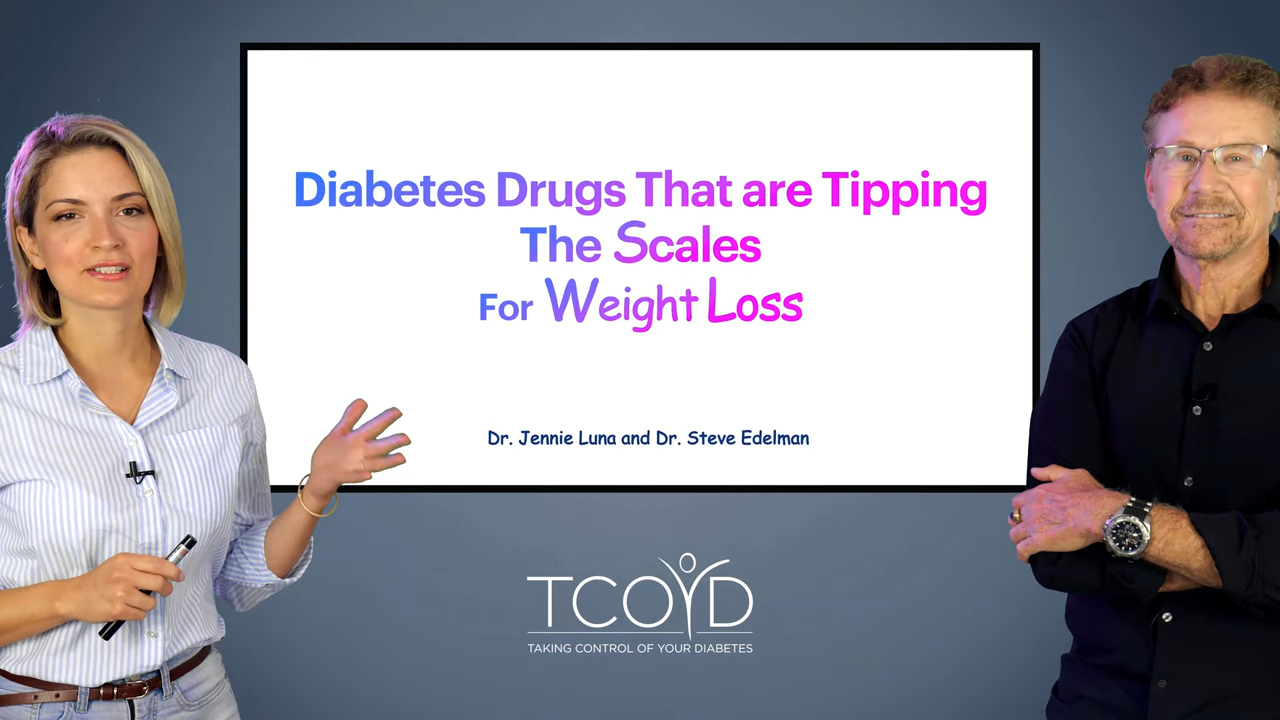 Diabetes Drugs That are Tipping
The Scales
For Weight Loss
Dr. Jennie Luna and Dr. Steve Edelman
TCOYD
TAKING CONTROL OF YOUR DIABETES